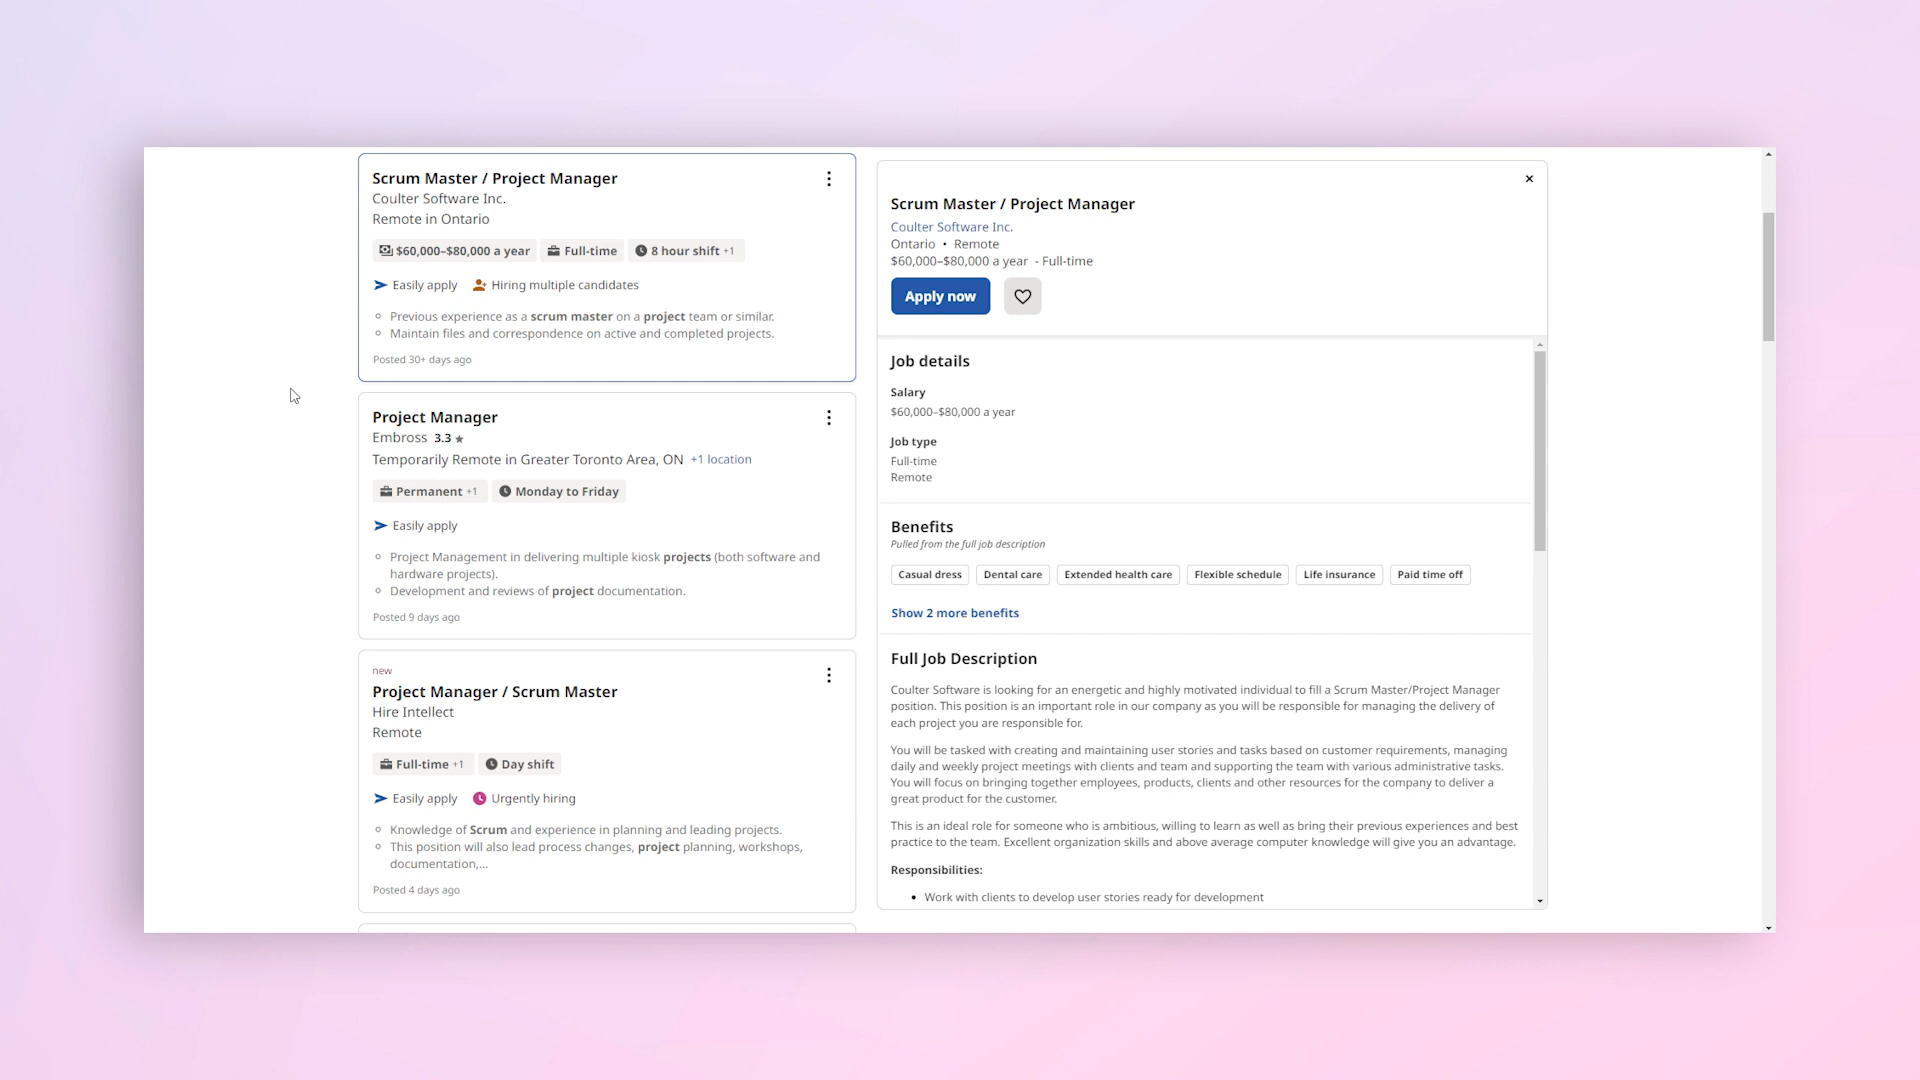 Scrum Master / Project Manager
Coulter Software Inc.
Remote in Ontario
$60,000–$80,000 a year
Full-time
8 hour shift +1
Easily apply
Hiring multiple candidates
Previous experience as a scrum master on a project team or similar.
Maintain files and correspondence on active and completed projects.
Posted 30+ days ago
Project Manager
Embross 3.3
Temporarily Remote in Greater Toronto Area, ON +1 location
Permanent +1
Monday to Friday
Easily apply
Project Management in delivering multiple kiosk projects (both software and
hardware projects).
Development and reviews of project documentation.
Posted 9 days ago
new
Project Manager / Scrum Master
Hire Intellect
Remote
Full-time +1
Day shift
Easily apply
Urgently hiring
Knowledge of Scrum and experience in planning and leading projects.
This position will also lead process changes, project planning, workshops,
documentation,...
Posted 4 days ago
Scrum Master / Project Manager
Coulter Software Inc.
Ontario • Remote
$60,000–$80,000 a year - Full-time
Apply now
Job details
Salary
$60,000–$80,000 a year
Job type
Full-time
Remote
Benefits
Pulled from the full job description
Casual dress
Dental care
Extended health care
Flexible schedule
Life insurance
Paid time off
Show 2 more benefits
Full Job Description
Coulter Software is looking for an energetic and highly motivated individual to fill a Scrum Master/Project Manager
position. This position is an important role in our company as you will be responsible for managing the delivery of
each project you are responsible for.
You will be tasked with creating and maintaining user stories and tasks based on customer requirements, managing
daily and weekly project meetings with clients and team and supporting the team with various administrative tasks.
You will focus on bringing together employees, products, clients and other resources for the company to deliver a
great product for the customer.
This is an ideal role for someone who is ambitious, willing to learn as well as bring their previous experiences and best
practice to the team. Excellent organization skills and above average computer knowledge will give you an advantage.
Responsibilities:
• Work with clients to develop user stories ready for development